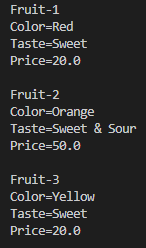 Fruit-1
Color=Red
Taste=Sweet
Price=20.0

Fruit-2
Color=Orange
Taste=Sweet & Sour
Price=50.0

Fruit-3
Color=Yellow
Taste=Sweet
Price=20.0